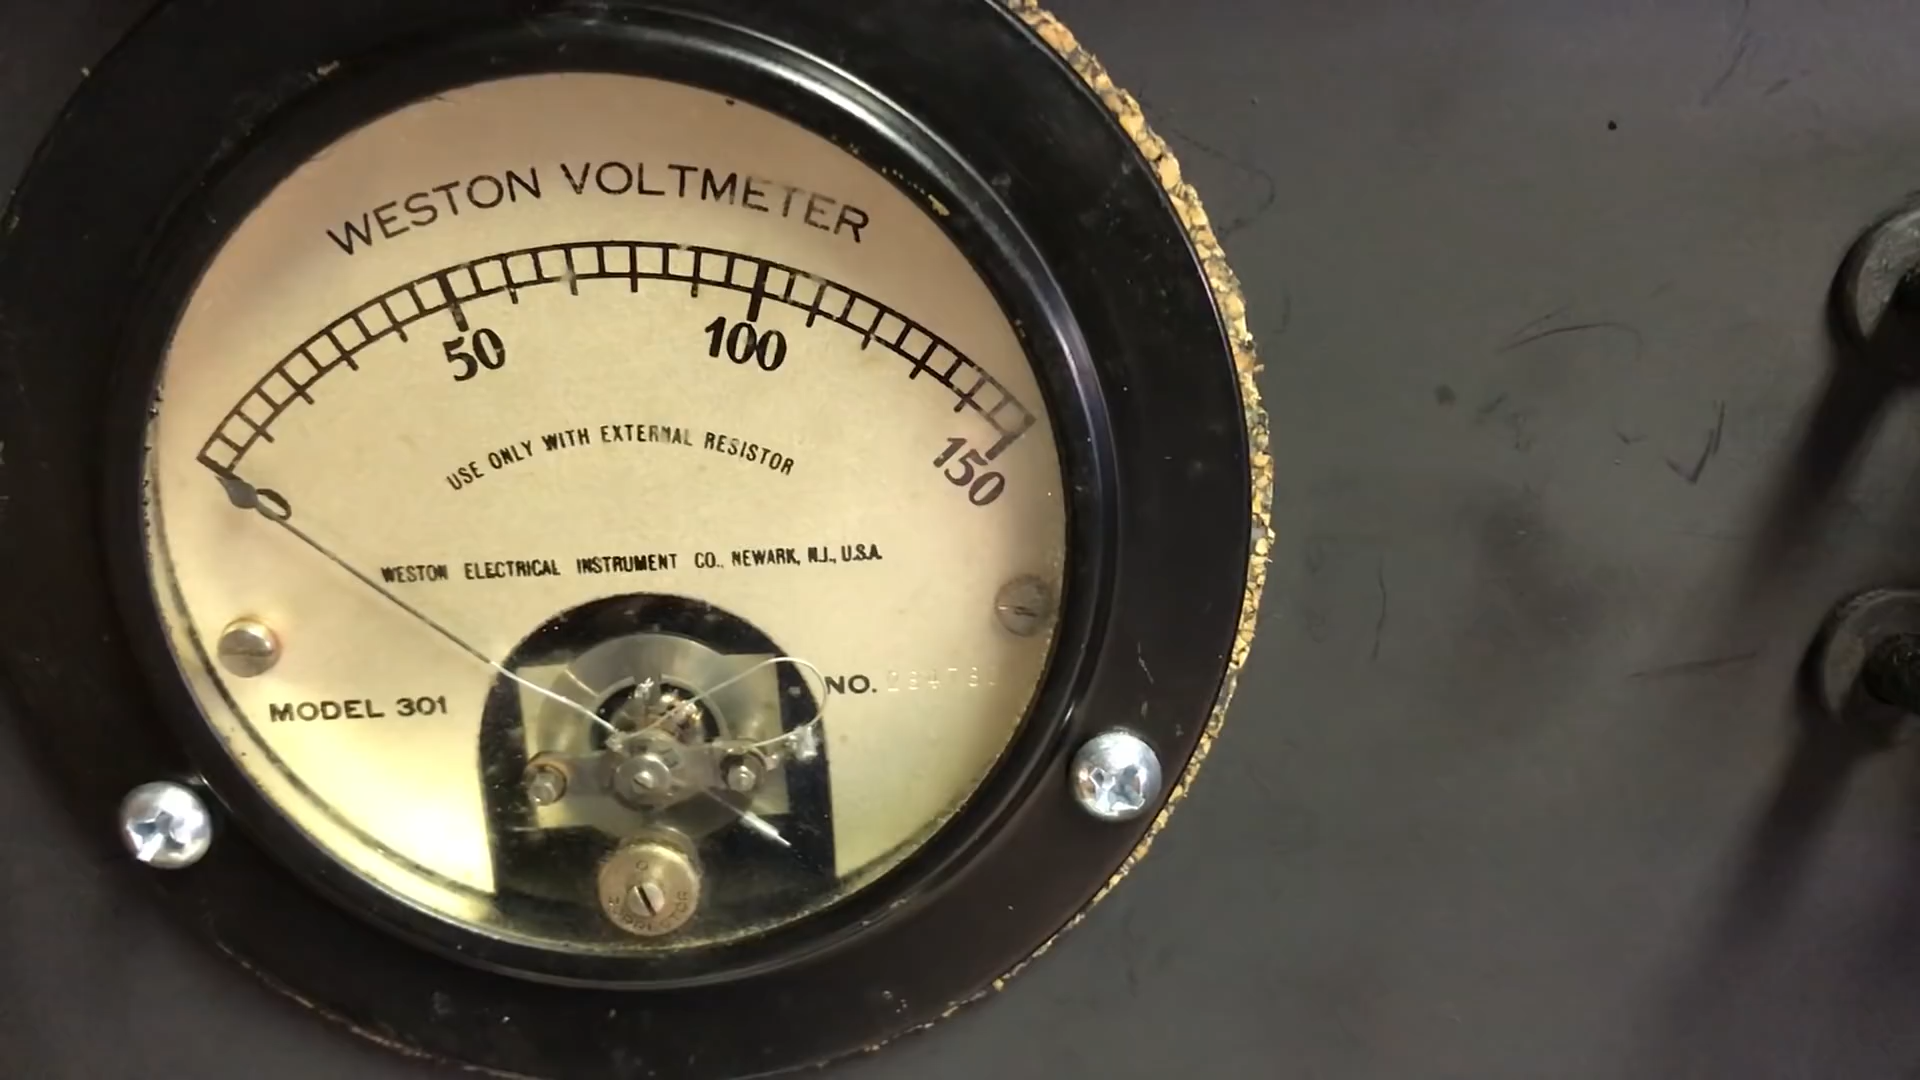 WESTON VOLTMETER
0 50 100 150
USE ONLY WITH EXTERNAL RESISTOR
WESTON ELECTRICAL INSTRUMENT CO., NEWARK, N.J., U.S.A.
MODEL 301
NO.